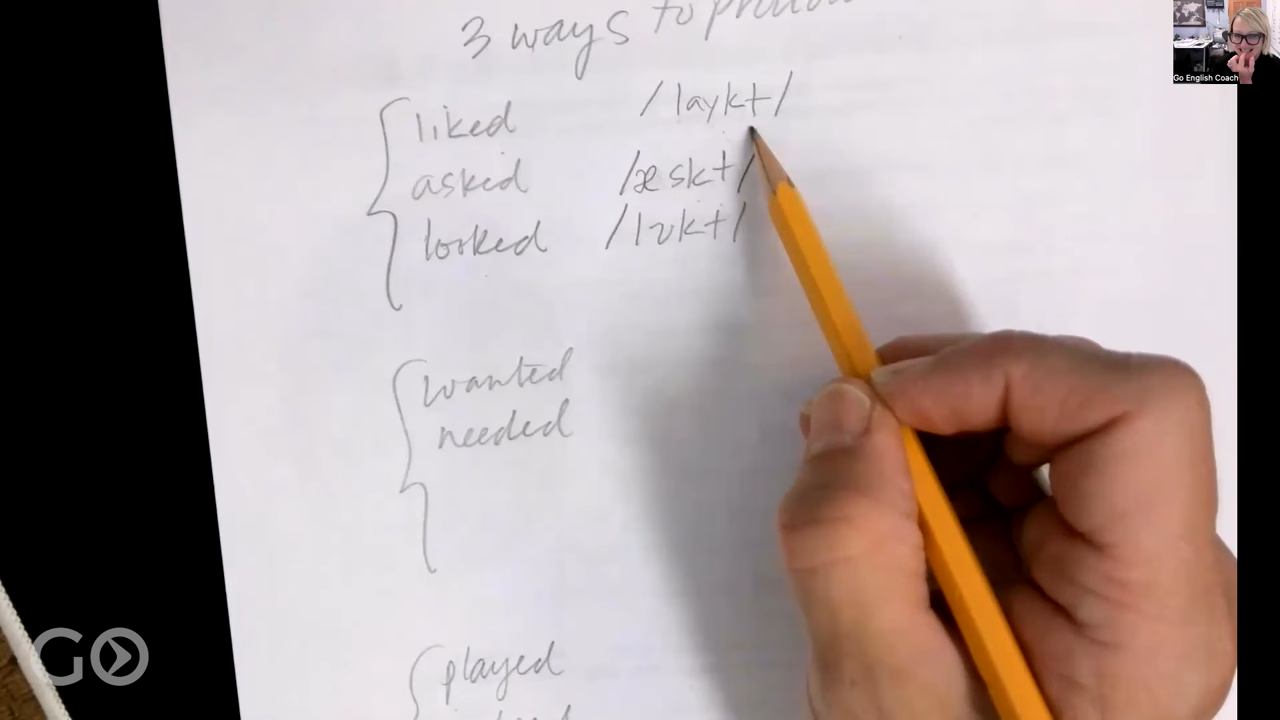 3 ways to
liked /laykt/
asked /æskt/
looked /lʊkt/
wanted
needed
played
Go English Coach
GO